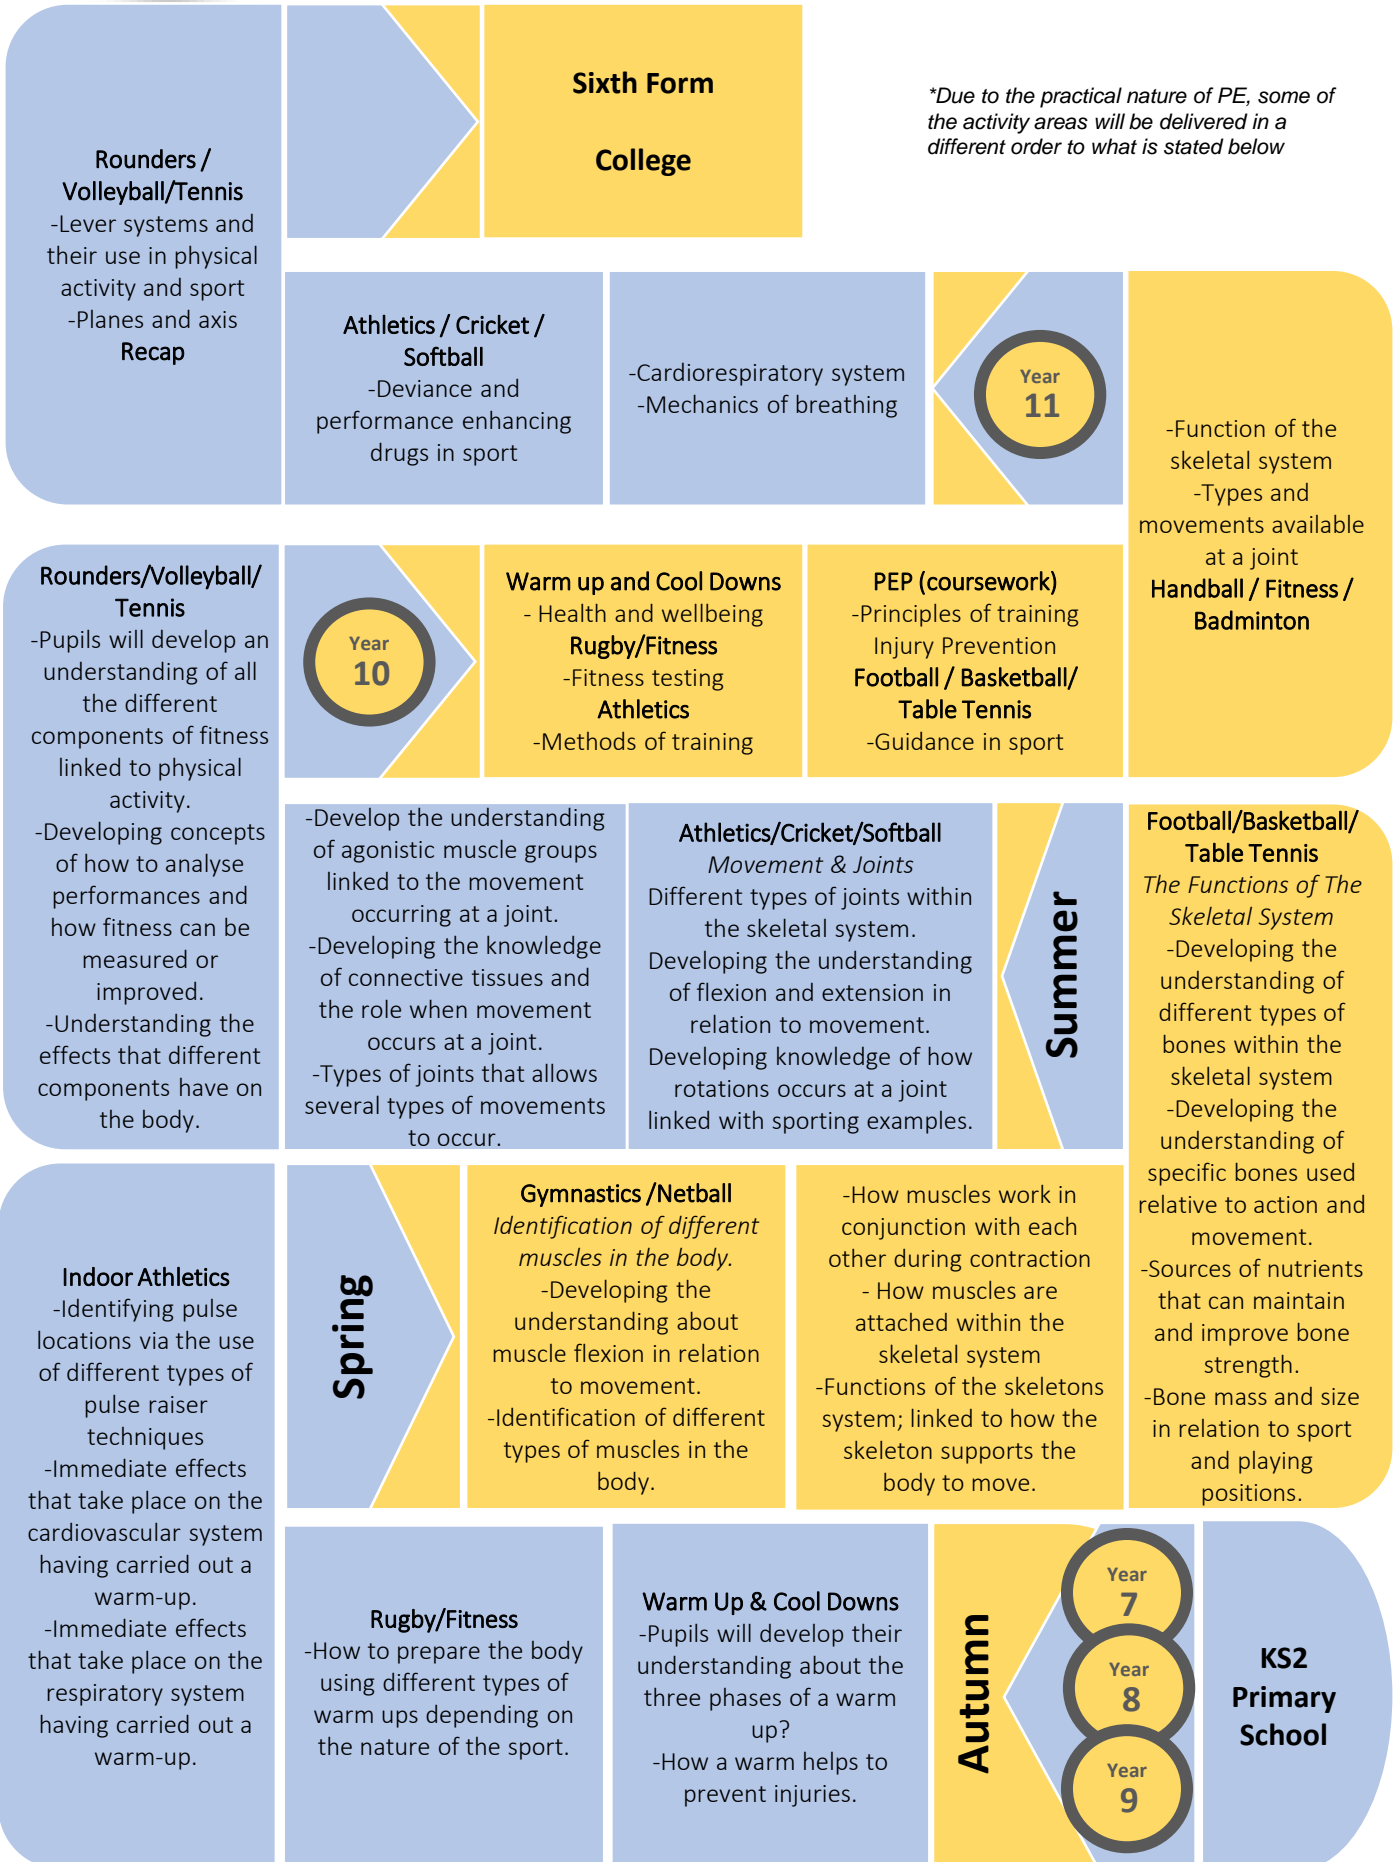 Sixth Form
College
*Due to the practical nature of PE, some of
the activity areas will be delivered in a
different order to what is stated below
Rounders /
Volleyball/Tennis
-Lever systems and
their use in physical
activity and sport
-Planes and axis
Recap
Athletics / Cricket /
Softball
-Deviance and
performance enhancing
drugs in sport
-Cardiorespiratory system
-Mechanics of breathing
Year
11
-Function of the
skeletal system
-Types and
movements available
at a joint
Handball / Fitness /
Badminton
Rounders/Volleyball/
Tennis
-Pupils will develop an
understanding of all
the different
components of fitness
linked to physical
activity.
-Developing concepts
of how to analyse
performances and
how fitness can be
measured or
improved.
-Understanding the
effects that different
components have on
the body.
Year
10
Warm up and Cool Downs
- Health and wellbeing
Rugby/Fitness
-Fitness testing
Athletics
-Methods of training
PEP (coursework)
-Principles of training
Injury Prevention
Football / Basketball/
Table Tennis
-Guidance in sport
-Develop the understanding
of agonistic muscle groups
linked to the movement
occurring at a joint.
-Developing the knowledge
of connective tissues and
the role when movement
occurs at a joint.
-Types of joints that allows
several types of movements
to occur.
Athletics/Cricket/Softball
Movement & Joints
Different types of joints within
the skeletal system.
Developing the understanding
of flexion and extension in
relation to movement.
Developing knowledge of how
rotations occurs at a joint
linked with sporting examples.
Summer
Football/Basketball/
Table Tennis
The Functions of The
Skeletal System
-Developing the
understanding of
different types of
bones within the
skeletal system
-Developing the
understanding of
specific bones used
relative to action and
movement.
-Sources of nutrients
that can maintain
and improve bone
strength.
-Bone mass and size
in relation to sport
and playing
positions.
Indoor Athletics
-Identifying pulse
locations via the use
of different types of
pulse raiser
techniques
-Immediate effects
that take place on the
cardiovascular system
having carried out a
warm-up.
-Immediate effects
that take place on the
respiratory system
having carried out a
warm-up.
Spring
Gymnastics /Netball
Identification of different
muscles in the body.
-Developing the
understanding about
muscle flexion in relation
to movement.
-Identification of different
types of muscles in the
body.
-How muscles work in
conjunction with each
other during contraction
- How muscles are
attached within the
skeletal system
-Functions of the skeletons
system; linked to how the
skeleton supports the
body to move.
Rugby/Fitness
-How to prepare the body
using different types of
warm ups depending on
the nature of the sport.
Warm Up & Cool Downs
-Pupils will develop their
understanding about the
three phases of a warm
up?
-How a warm helps to
prevent injuries.
Autumn
Year
7
Year
8
Year
9
KS2
Primary
School